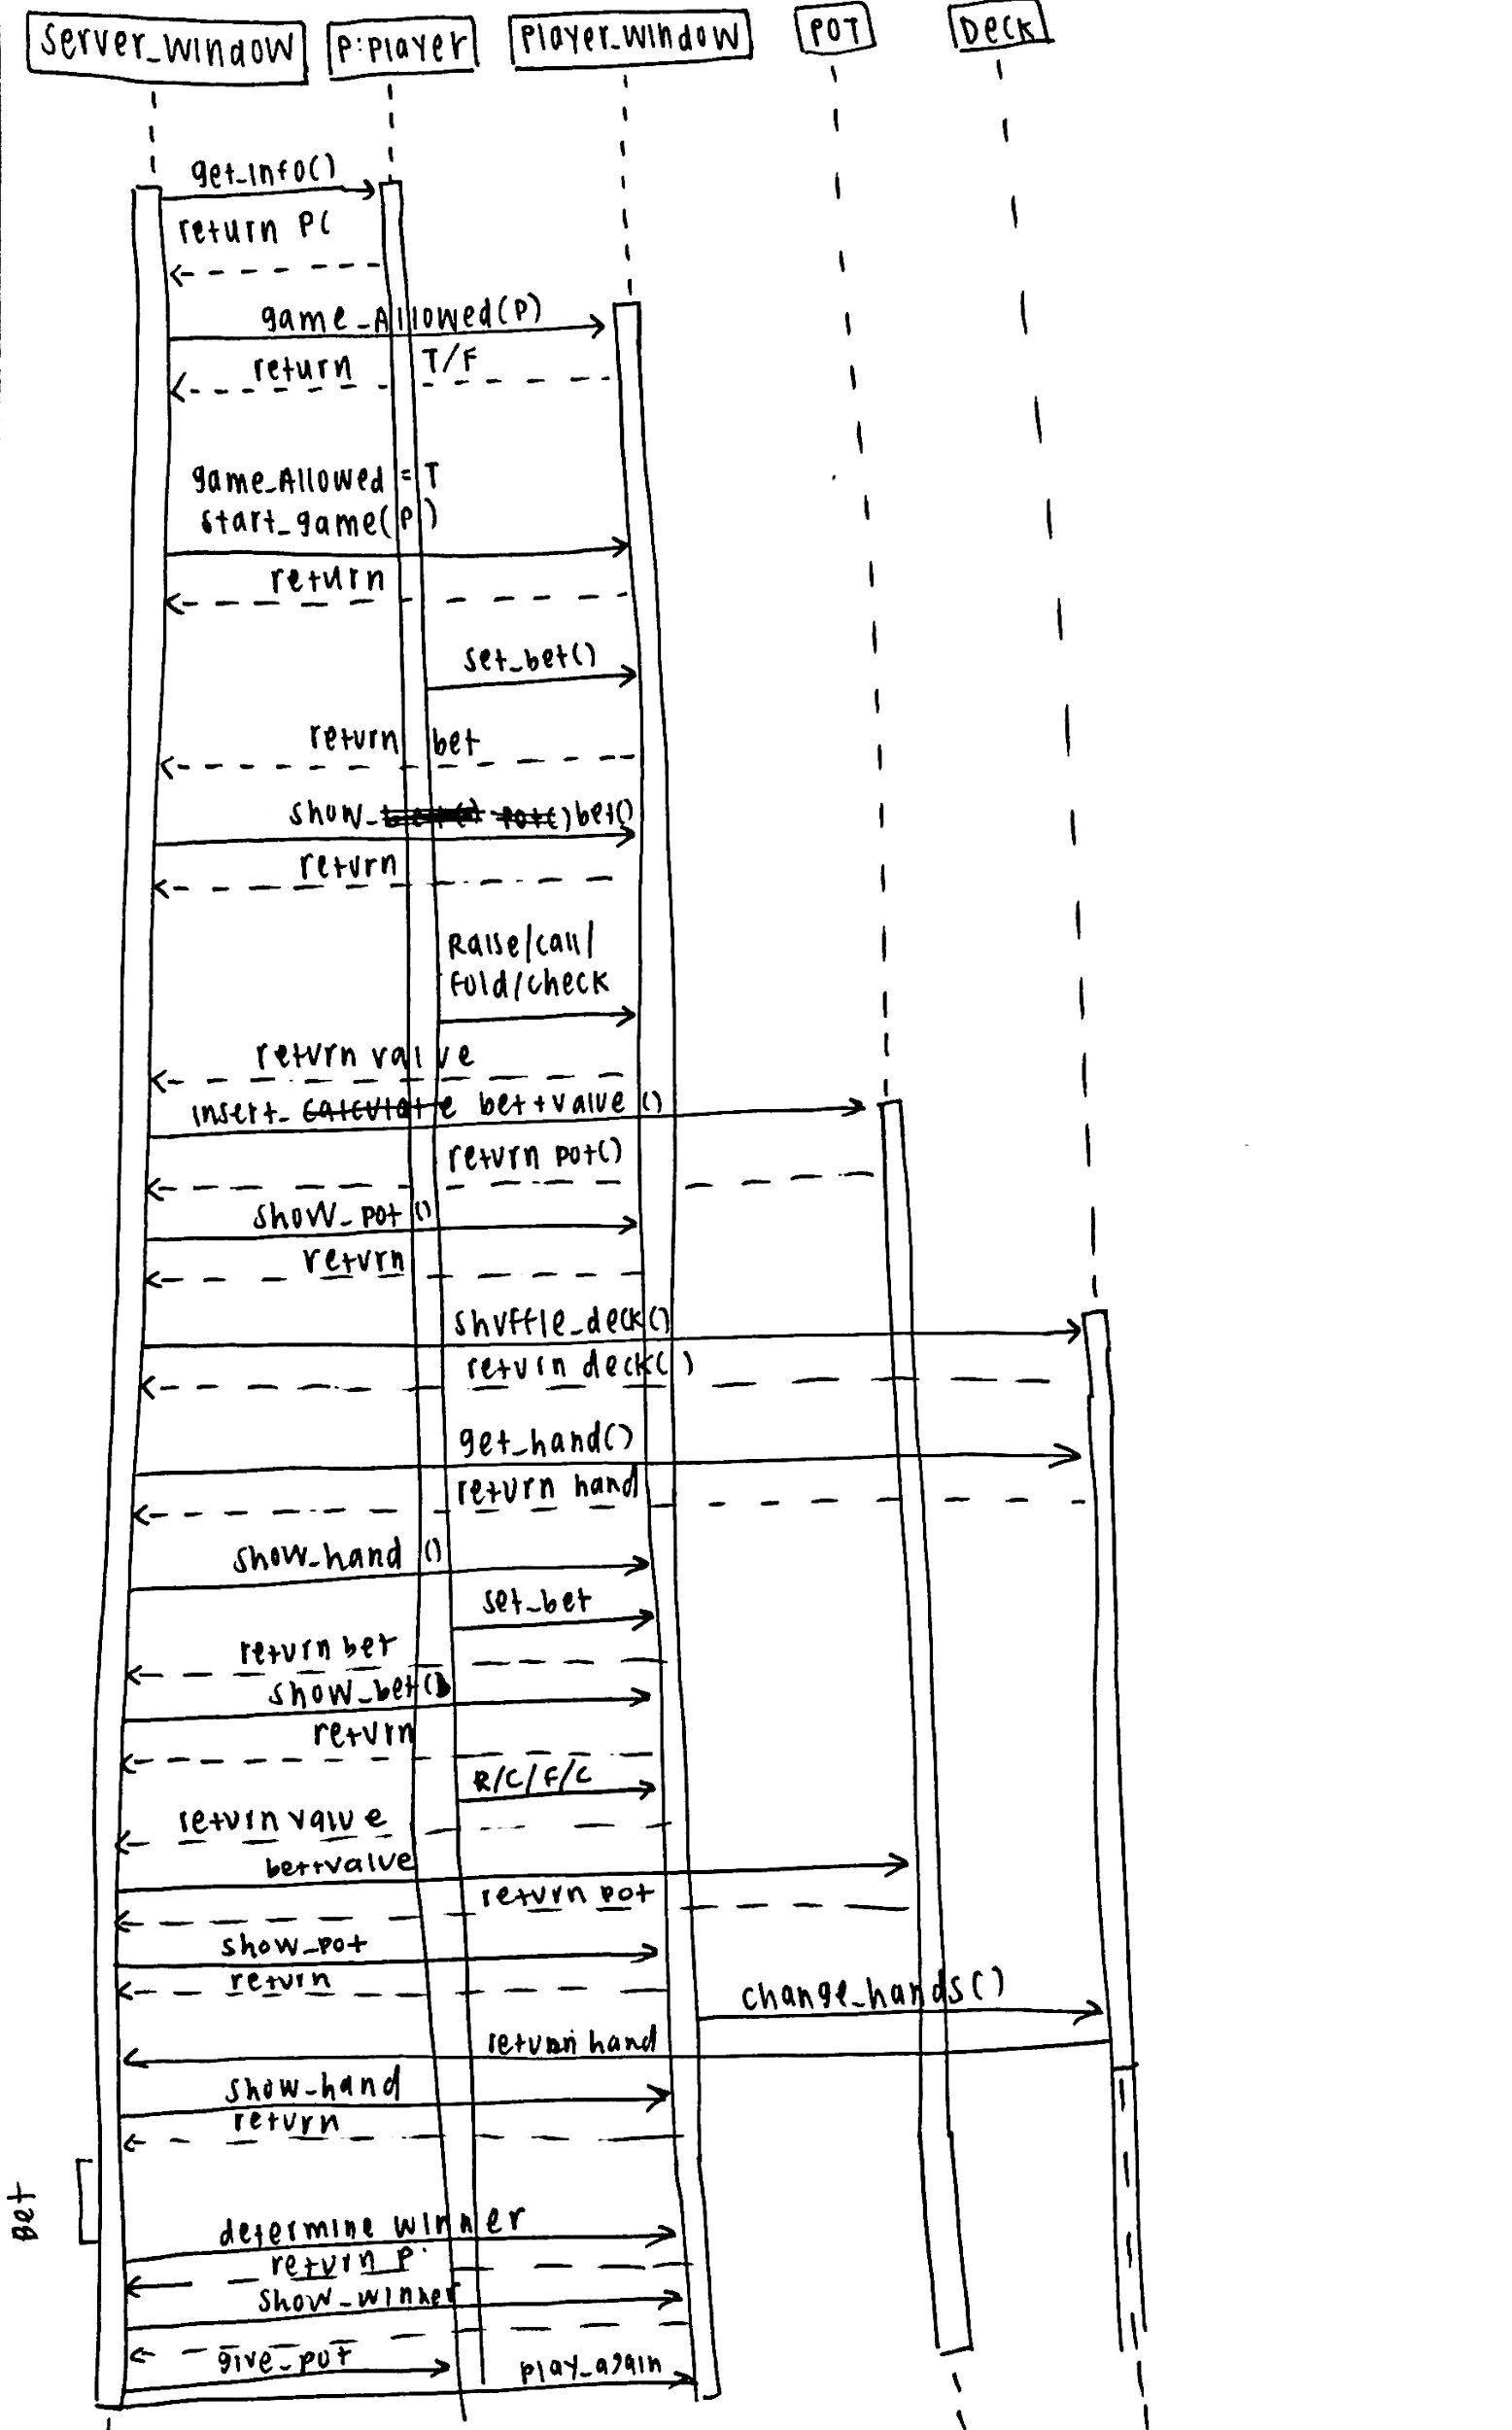 Server_Window
P:Player
Player_Window
POT
Deck
get_info()
return P(
game_Allowed(P)
return T/F
game_Allowed = T
start_game(P)
return
set_bet()
return bet
show_ bet()
return
Raise/call/
Fold/check
return value
insert_ calculate bet+value ()
return pot()
show_pot ()
return
shuffle_deck()
return deck()
get_hand()
return hand
show_hand ()
set_bet
return bet
show_bet()
return
R/C/F/C
return value
bet+value
return pot
show_pot
return
change_hands()
return hand
show_hand
return
Bet
determine winner
return P
show_winner
give_pot
play_again